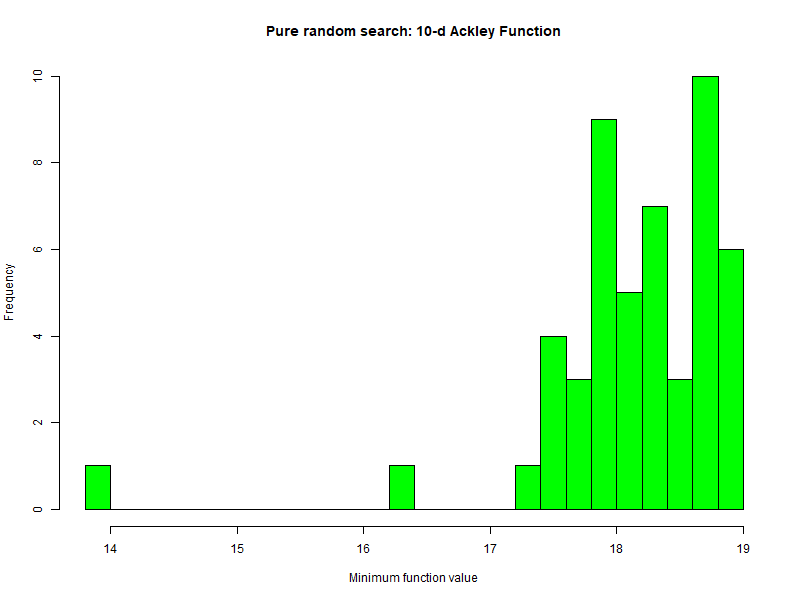 Pure random search: 10-d Ackley Function
10
8
6
4
2
0
Frequency
14 15 16 17 18 19
Minimum function value